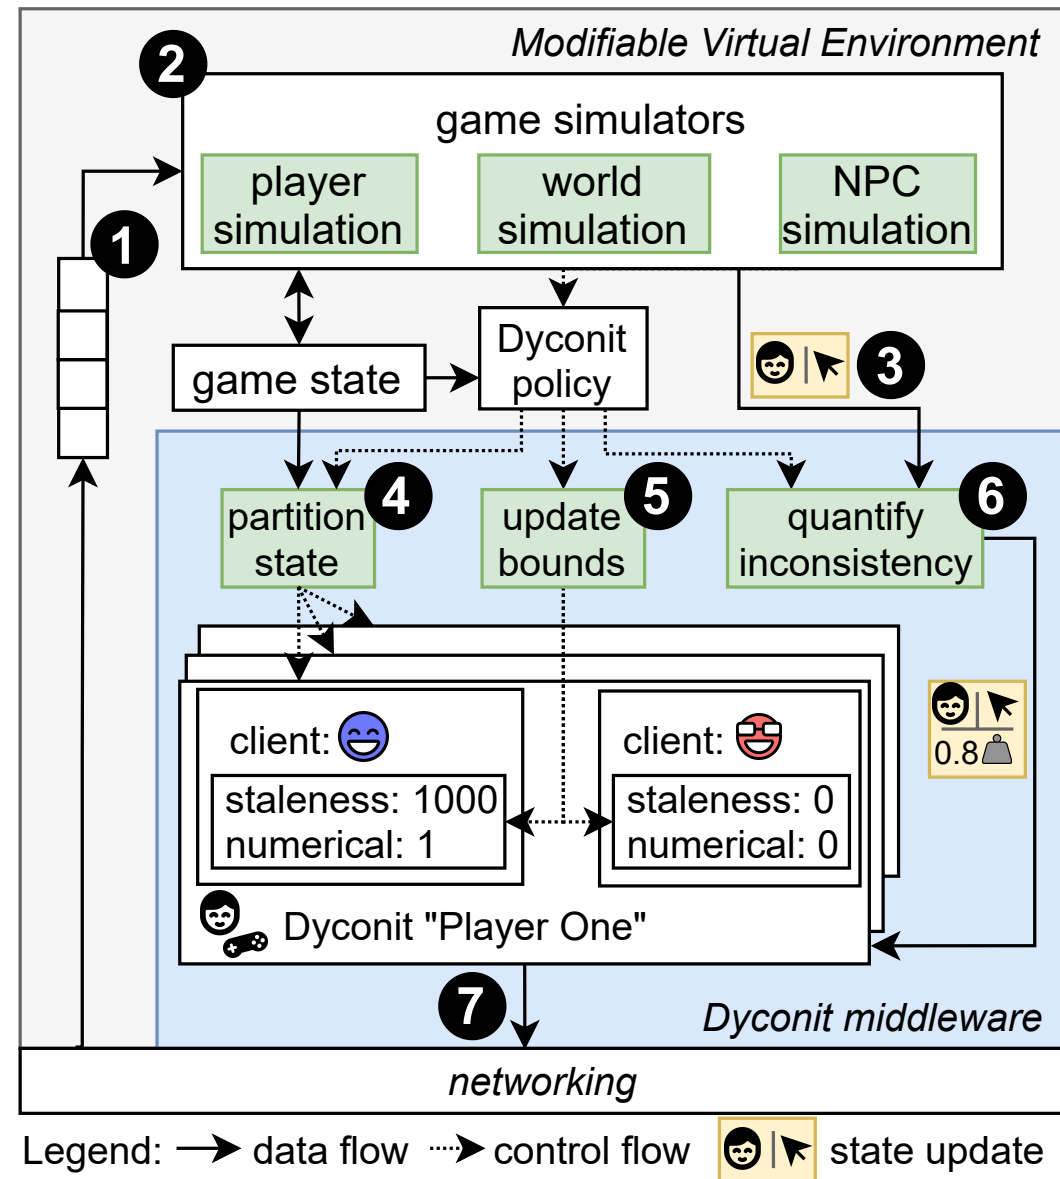 Modifiable Virtual Environment
2
game simulators
player
simulation
world
simulation
NPC
simulation
1
Dyconit
policy
game state
3
4
5
6
partition
state
update
bounds
quantify
inconsistency
client:
staleness: 1000
numerical: 1
client:
staleness: 0
numerical: 0
0.8
Dyconit "Player One"
7
Dyconit middleware
networking
Legend:
data flow
control flow
state update